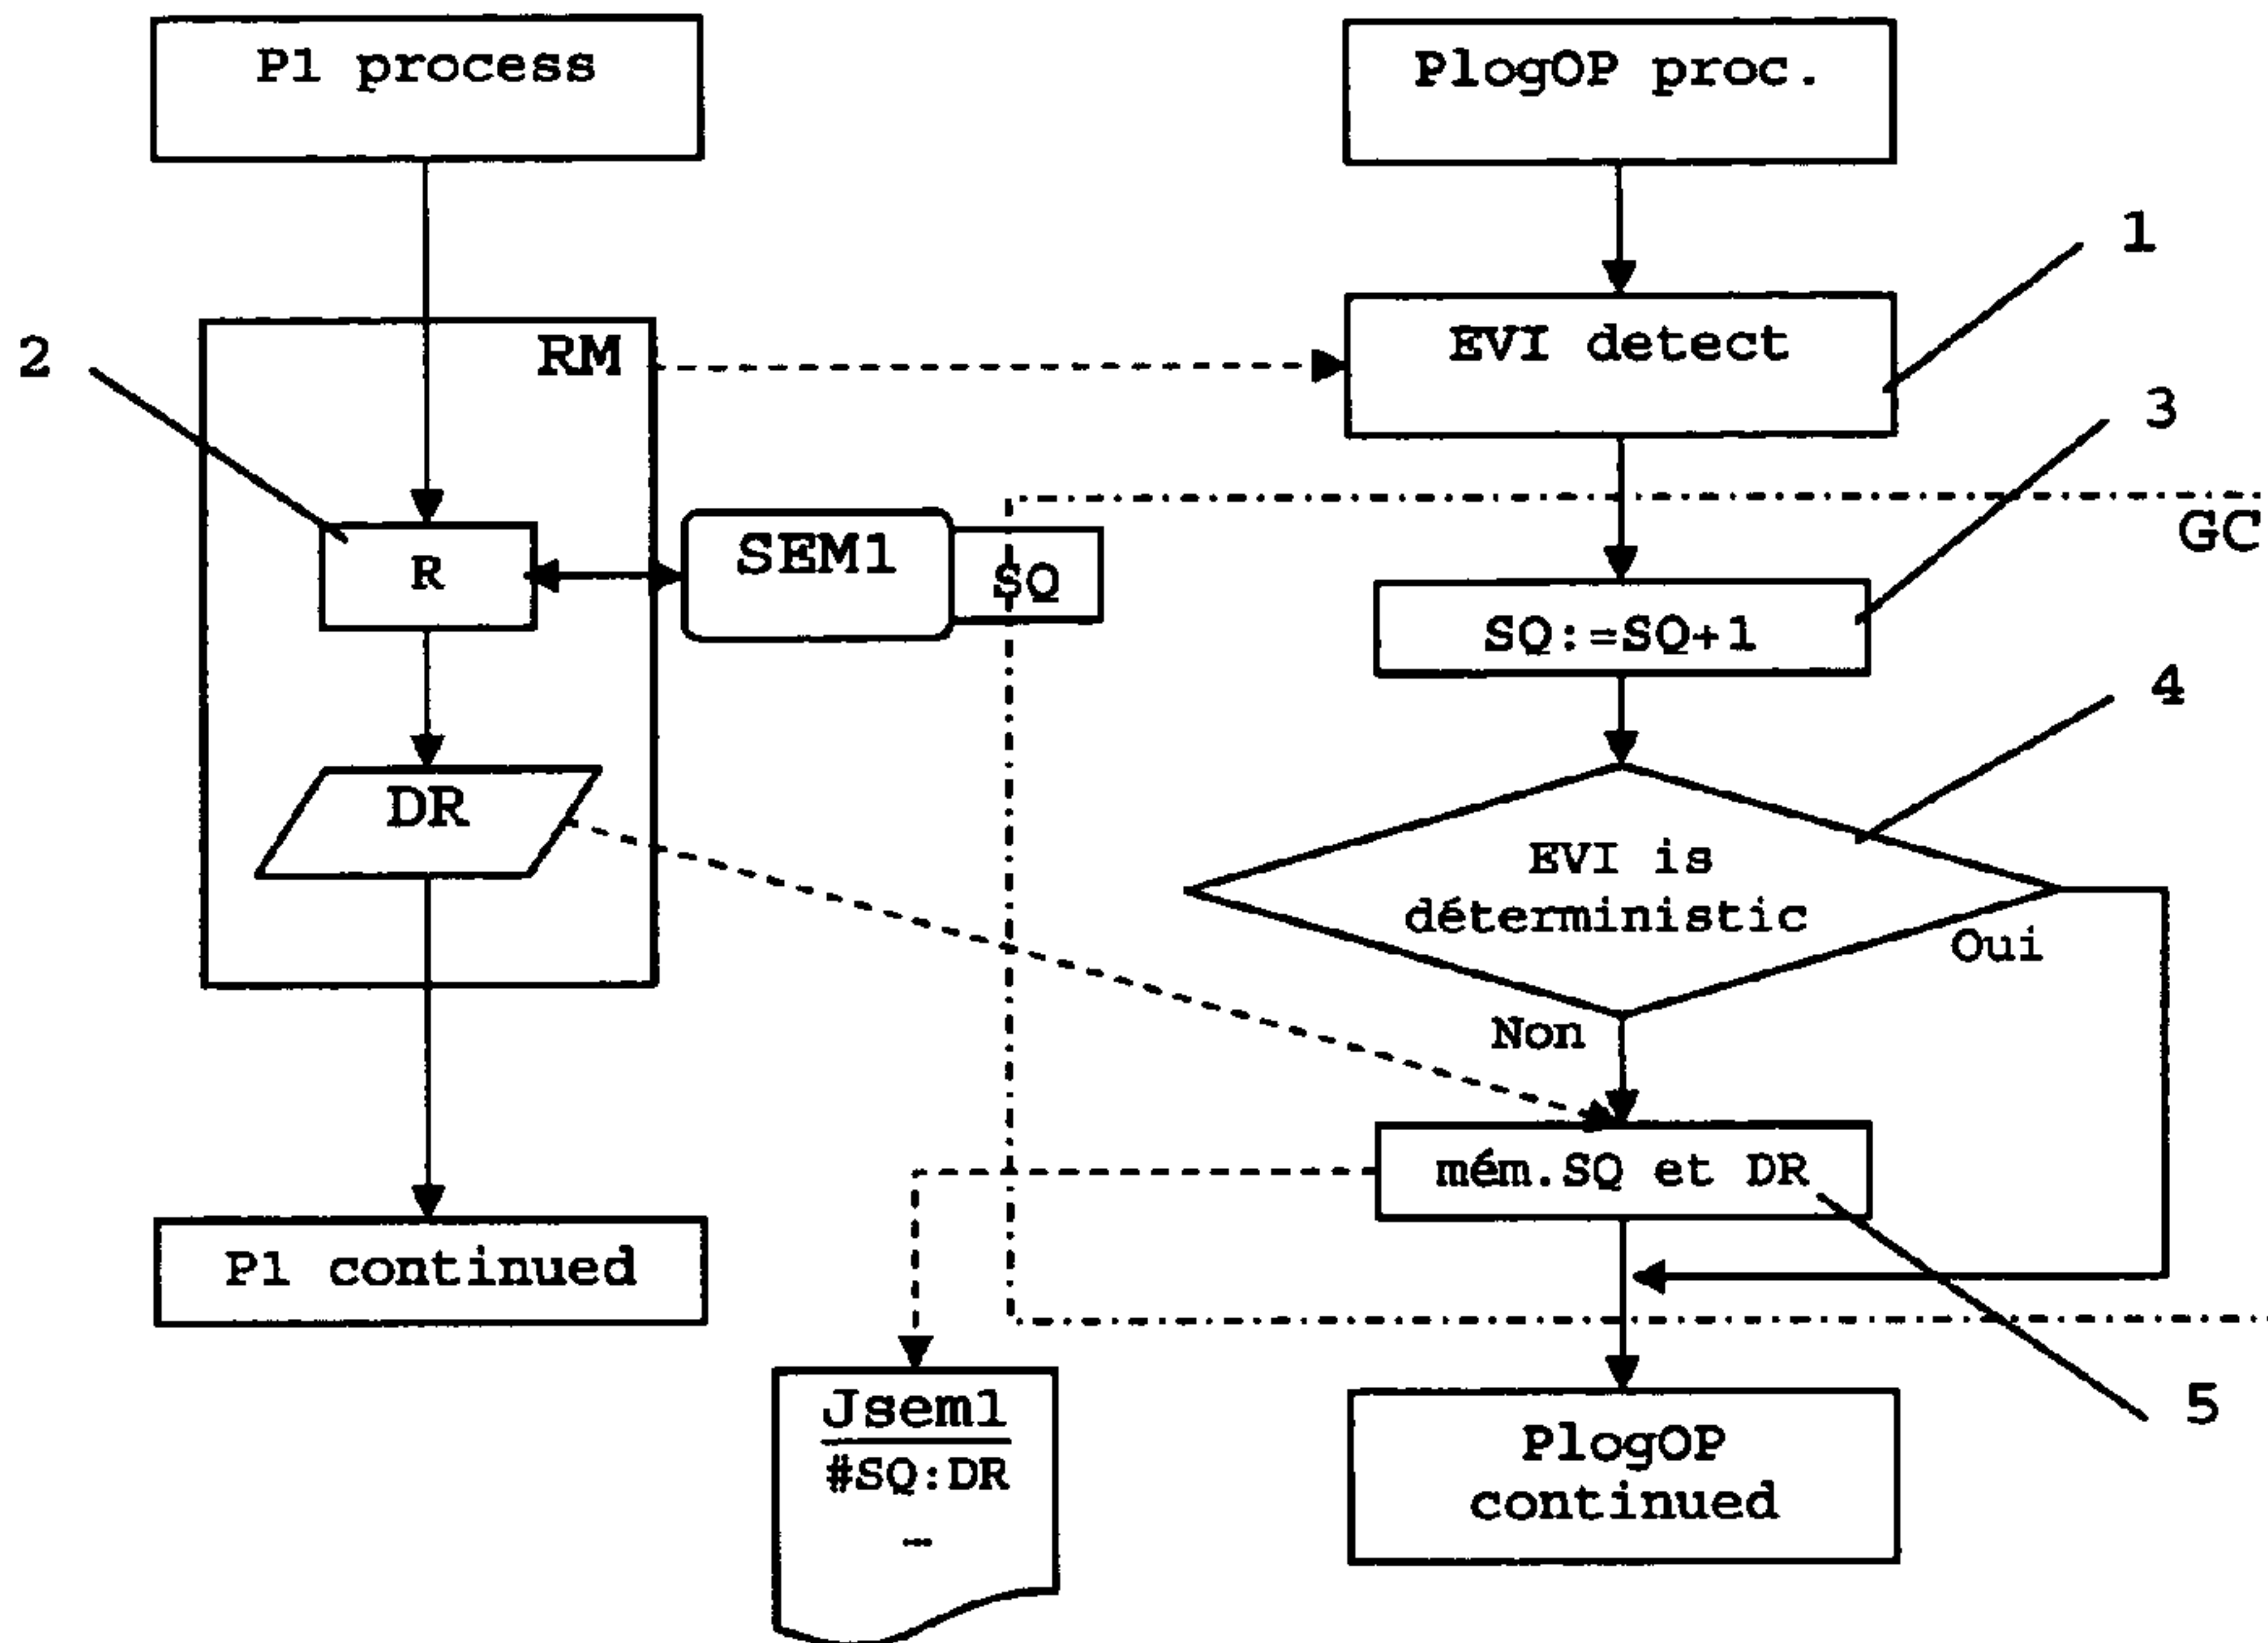 P1 process
PlogOP proc.
1
EVI detect
3
2
RM
GC
SEM1
SQ
R
SQ:=SQ+1
4
DR
EVI is
déterministic
Oui
Non
mém.SQ et DR
P1 continued
Jsem1
#SQ:DR
5
PlogOP
continued